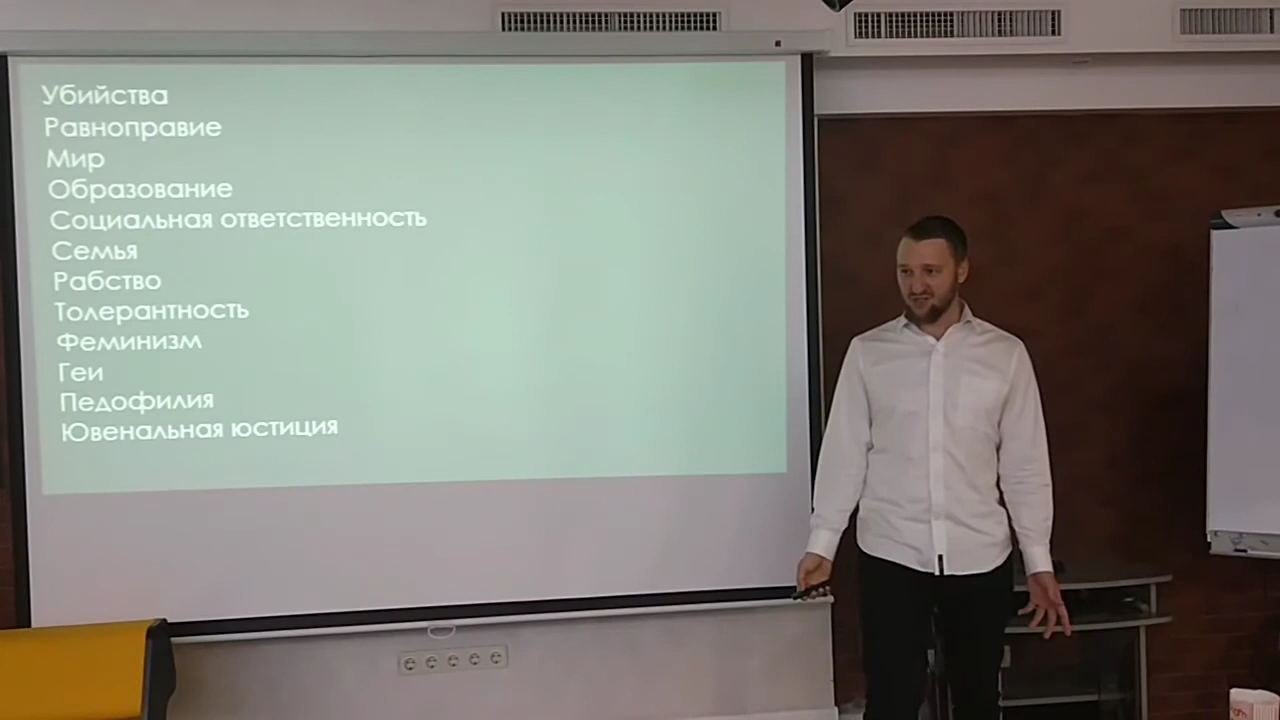 Убийства
Равноправие
Мир
Образование
Социальная ответственность
Семья
Рабство
Толерантность
Феминизм
Геи
Педофилия
Ювенальная юстиция